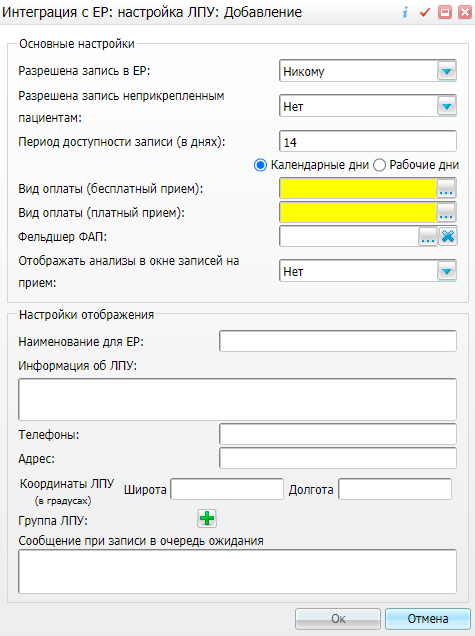 Интеграция с ЕР: настройка ЛПУ: Добавление
Основные настройки
Разрешена запись в ЕР: Никому
Разрешена запись неприкрепленным
пациентам: Нет
Период доступности записи (в днях): 14
Календарные дни Рабочие дни
Вид оплаты (бесплатный прием): ...
Вид оплаты (платный прием): ...
Фельдшер ФАП: ...
Отображать анализы в окне записей на
прием: Нет
Настройки отображения
Наименование для ЕР:
Информация об ЛПУ:
Телефоны:
Адрес:
Координаты ЛПУ Широта Долгота
(в градусах)
Группа ЛПУ:
Сообщение при записи в очередь ожидания
Ок Отмена